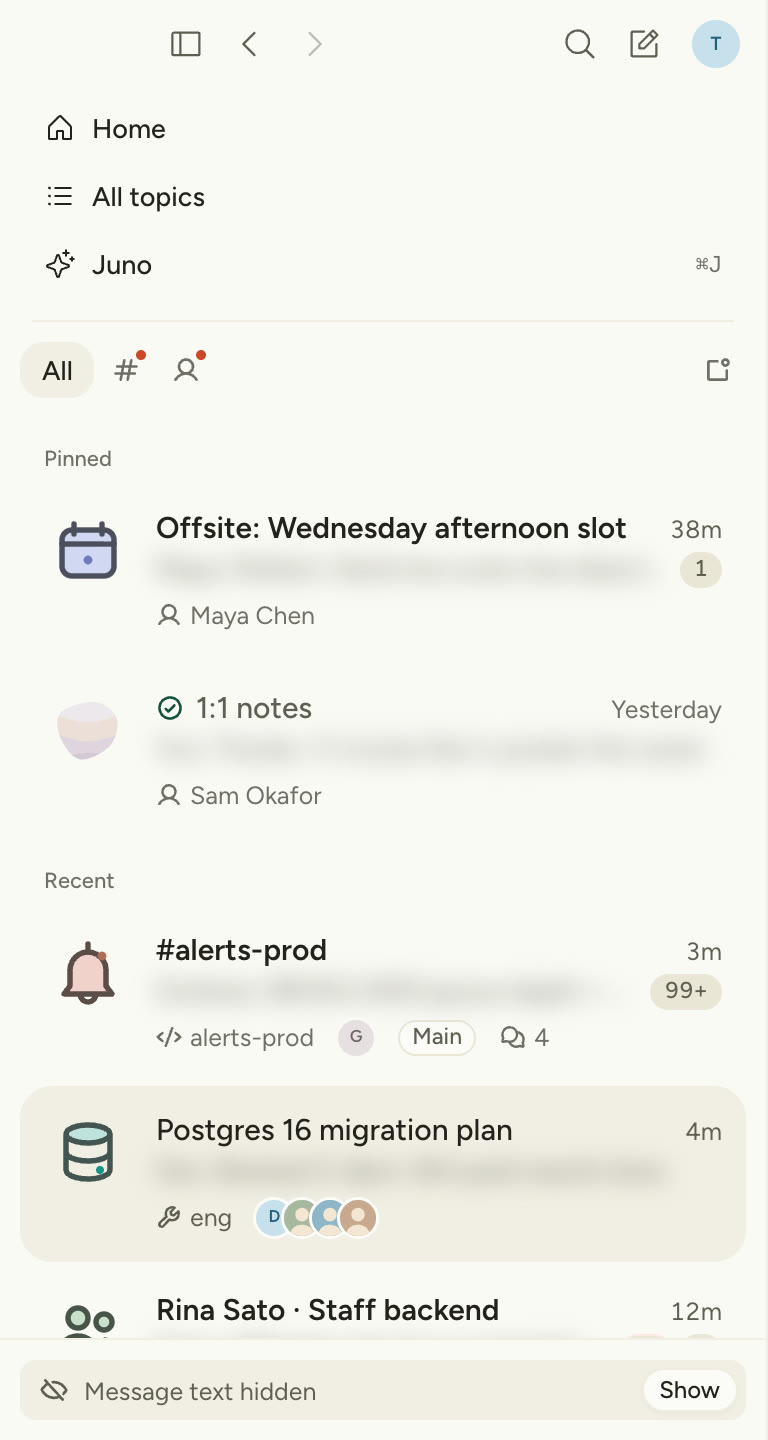 T
Home
All topics
Juno ⌘J
All
Pinned
Offsite: Wednesday afternoon slot 38m
1
Maya Chen
1:1 notes Yesterday
Sam Okafor
Recent
#alerts-prod 3m
99+
alerts-prod G Main 4
Postgres 16 migration plan 4m
eng D
Rina Sato · Staff backend 12m
Message text hidden Show